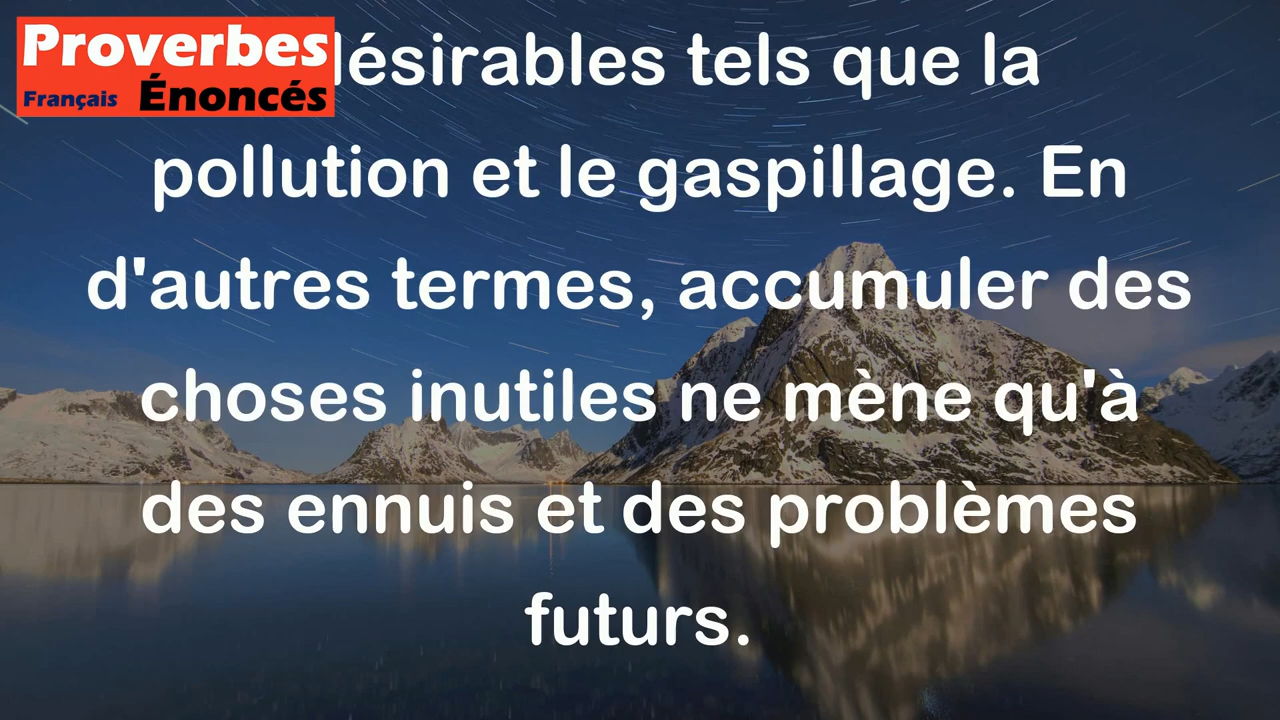 Proverbes
Français Énoncés
désirables tels que la
pollution et le gaspillage. En
d'autres termes, accumuler des
choses inutiles ne mène qu'à
des ennuis et des problèmes
futurs.